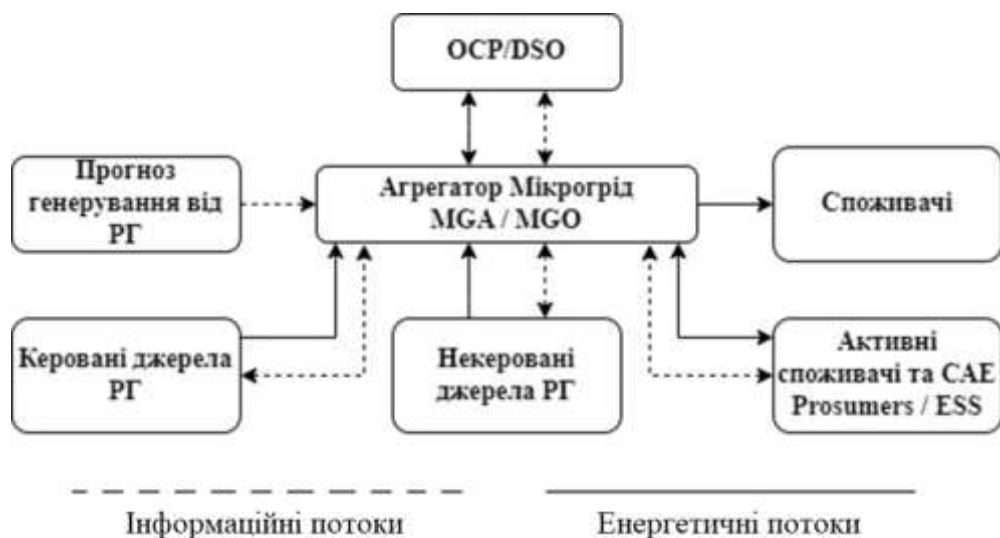 ОСР/DSO
Прогноз
генерування від
РГ
Агрегатор Мікрогрід
MGA / MGO
Споживачі
Керовані джерела
РГ
Некеровані
джерела РГ
Активні
споживачі та САЕ
Prosumers / ESS
Інформаційні потоки
Енергетичні потоки